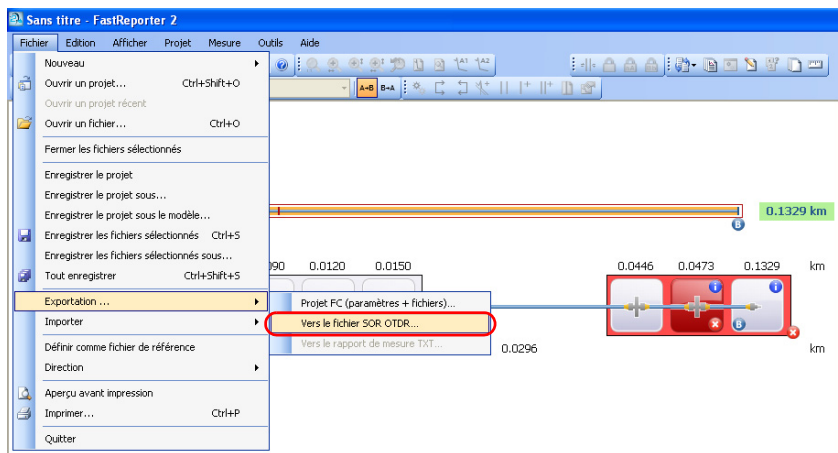 Sans titre - FastReporter 2
Fichier Edition Afficher Projet Mesure Outils Aide
Nouveau
Ouvrir un projet... Ctrl+Shift+O
Ouvrir un projet récent
Ouvrir un fichier... Ctrl+O
Fermer les fichiers sélectionnés
Enregistrer le projet
Enregistrer le projet sous...
Enregistrer le projet sous le modèle...
Enregistrer les fichiers sélectionnés Ctrl+S
Enregistrer les fichiers sélectionnés sous...
Tout enregistrer Ctrl+Shift+S
Exportation ...
Importer
Définir comme fichier de référence
Direction
Aperçu avant impression
Imprimer... Ctrl+P
Quitter
Projet FC (paramètres + fichiers)...
Vers le fichier SOR OTDR...
Vers le rapport de mesure TXT...
A→B B→A
0.1329 km
B
0.0120 0.0150 0.0446 0.0473 0.1329 km
B
0.0296 km